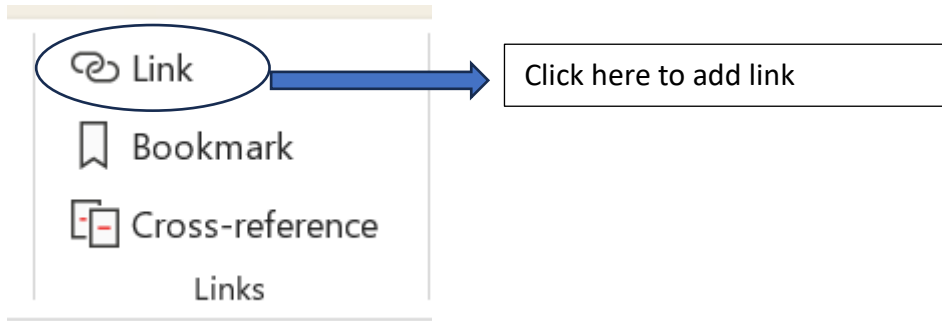 Link
Click here to add link
Bookmark
Cross-reference
Links